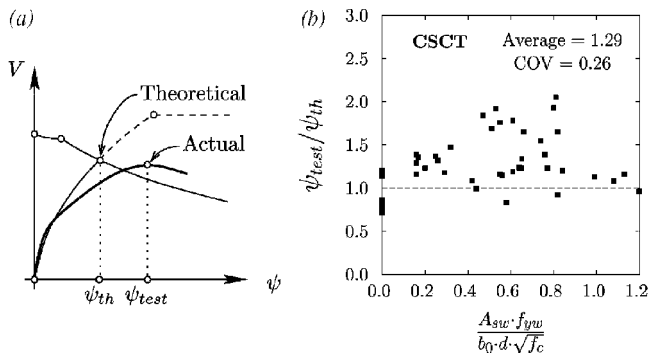 (a)
V
Theoretical
Actual
ψ
ψth
ψtest
(b)
CSCT
Average = 1.29
COV = 0.26
ψtest/ψth
3.0
2.5
2.0
1.5
1.0
0.5
0.0
0.0 0.2 0.4 0.6 0.8 1.0 1.2
Asw·fyw
b0·d·√fc